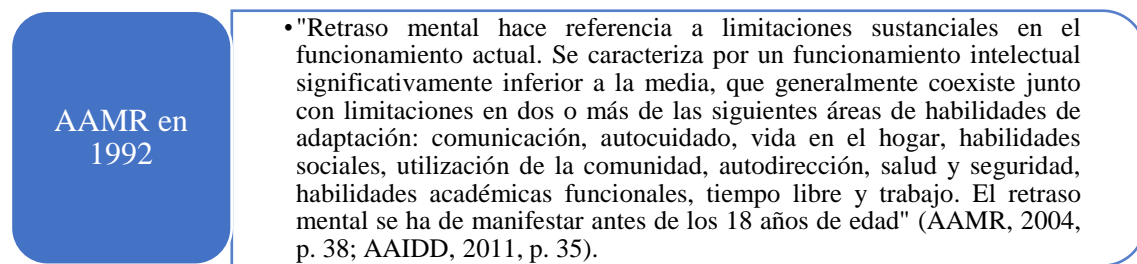 AAMR en
1992
•"Retraso mental hace referencia a limitaciones sustanciales en el
funcionamiento actual. Se caracteriza por un funcionamiento intelectual
significativamente inferior a la media, que generalmente coexiste junto
con limitaciones en dos o más de las siguientes áreas de habilidades de
adaptación: comunicación, autocuidado, vida en el hogar, habilidades
sociales, utilización de la comunidad, autodirección, salud y seguridad,
habilidades académicas funcionales, tiempo libre y trabajo. El retraso
mental se ha de manifestar antes de los 18 años de edad" (AAMR, 2004,
p. 38; AAIDD, 2011, p. 35).